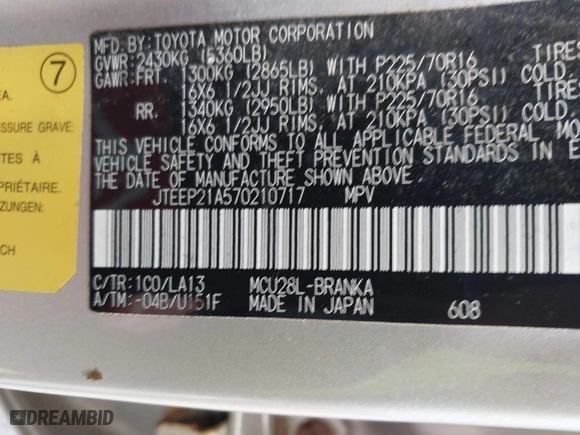 MFD.BY: TOYOTA MOTOR CORPORATION
GVWR: 2430KG (5360LB)
GAWR: FRT. 1300KG (2865LB) WITH P225/70R16 TIRES
16X6 1/2JJ RIMS, AT 210KPA (30PSI) COLD.
RR. 1340KG (2950LB) WITH P225/70R16 TIRES
16X6 1/2JJ RIMS, AT 210KPA (30PSI) COLD.
THIS VEHICLE CONFORMS TO ALL APPLICABLE FEDERAL MO
VEHICLE SAFETY AND THEFT PREVENTION STANDARDS IN E
THE DATE OF MANUFACTURE SHOWN ABOVE.
JTEEP21A570210717 MPV
C/TR: 1C0/LA13 MCU28L-BRANKA
A/TM: -04B/U151F MADE IN JAPAN 608
7
EA.
ESSURE GRAVE:
TES À
PRIÉTAIRE.
ZUNGEN:
CH
DREAMBID